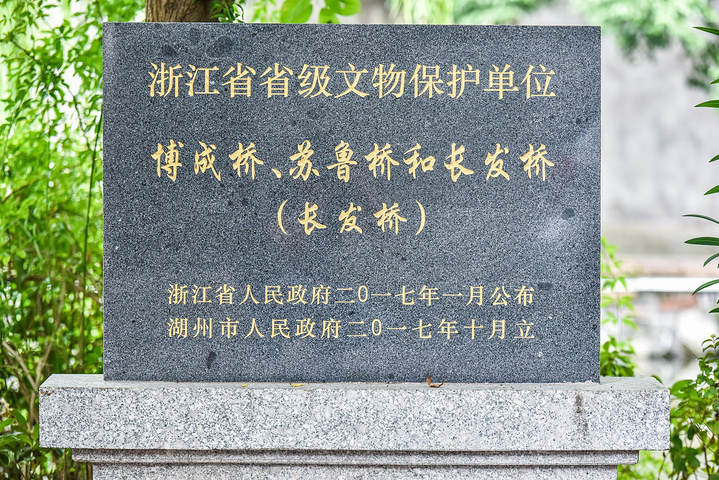 浙江省省级文物保护单位
博成桥、苏鲁桥和长发桥
（长发桥）
浙江省人民政府二0一七年一月公布
湖州市人民政府二0一七年十月立